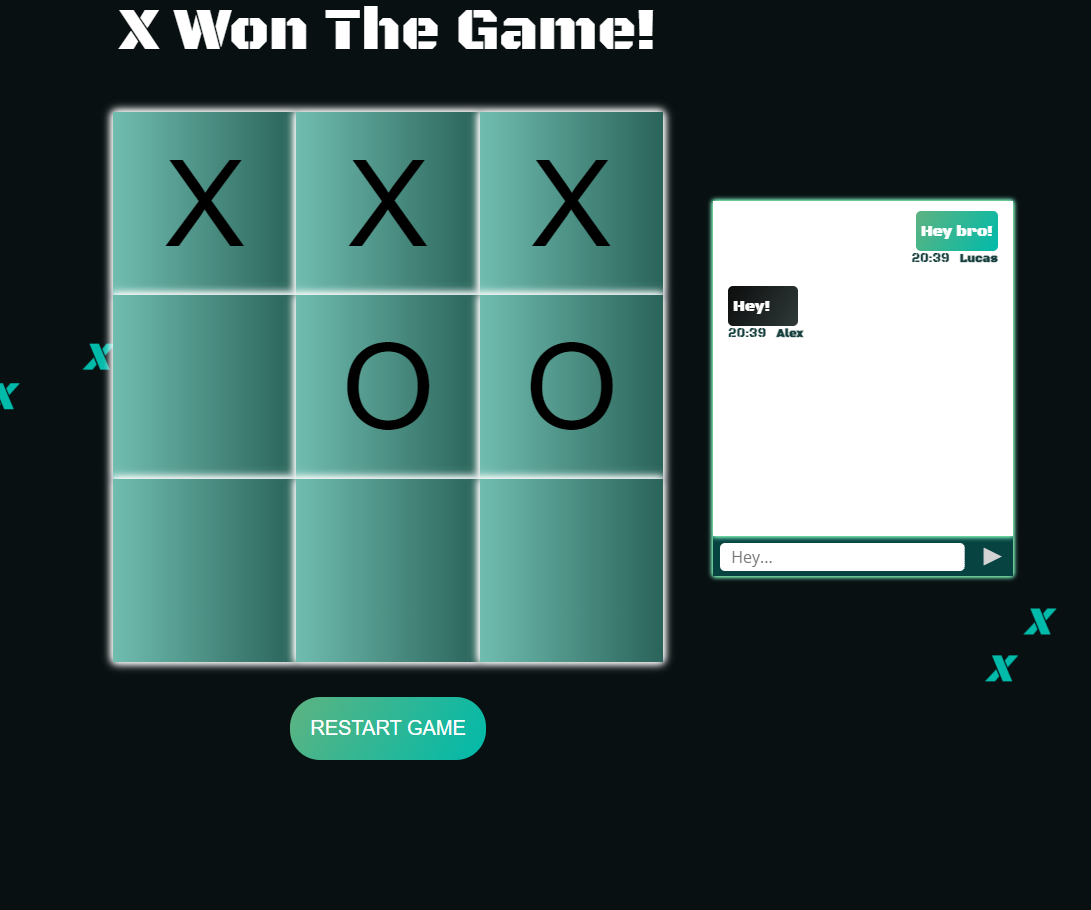 X Won The Game!
X X X
O O
Hey bro!
20:39 Lucas
Hey!
20:39 Alex
Hey...
X
X
X
X
RESTART GAME